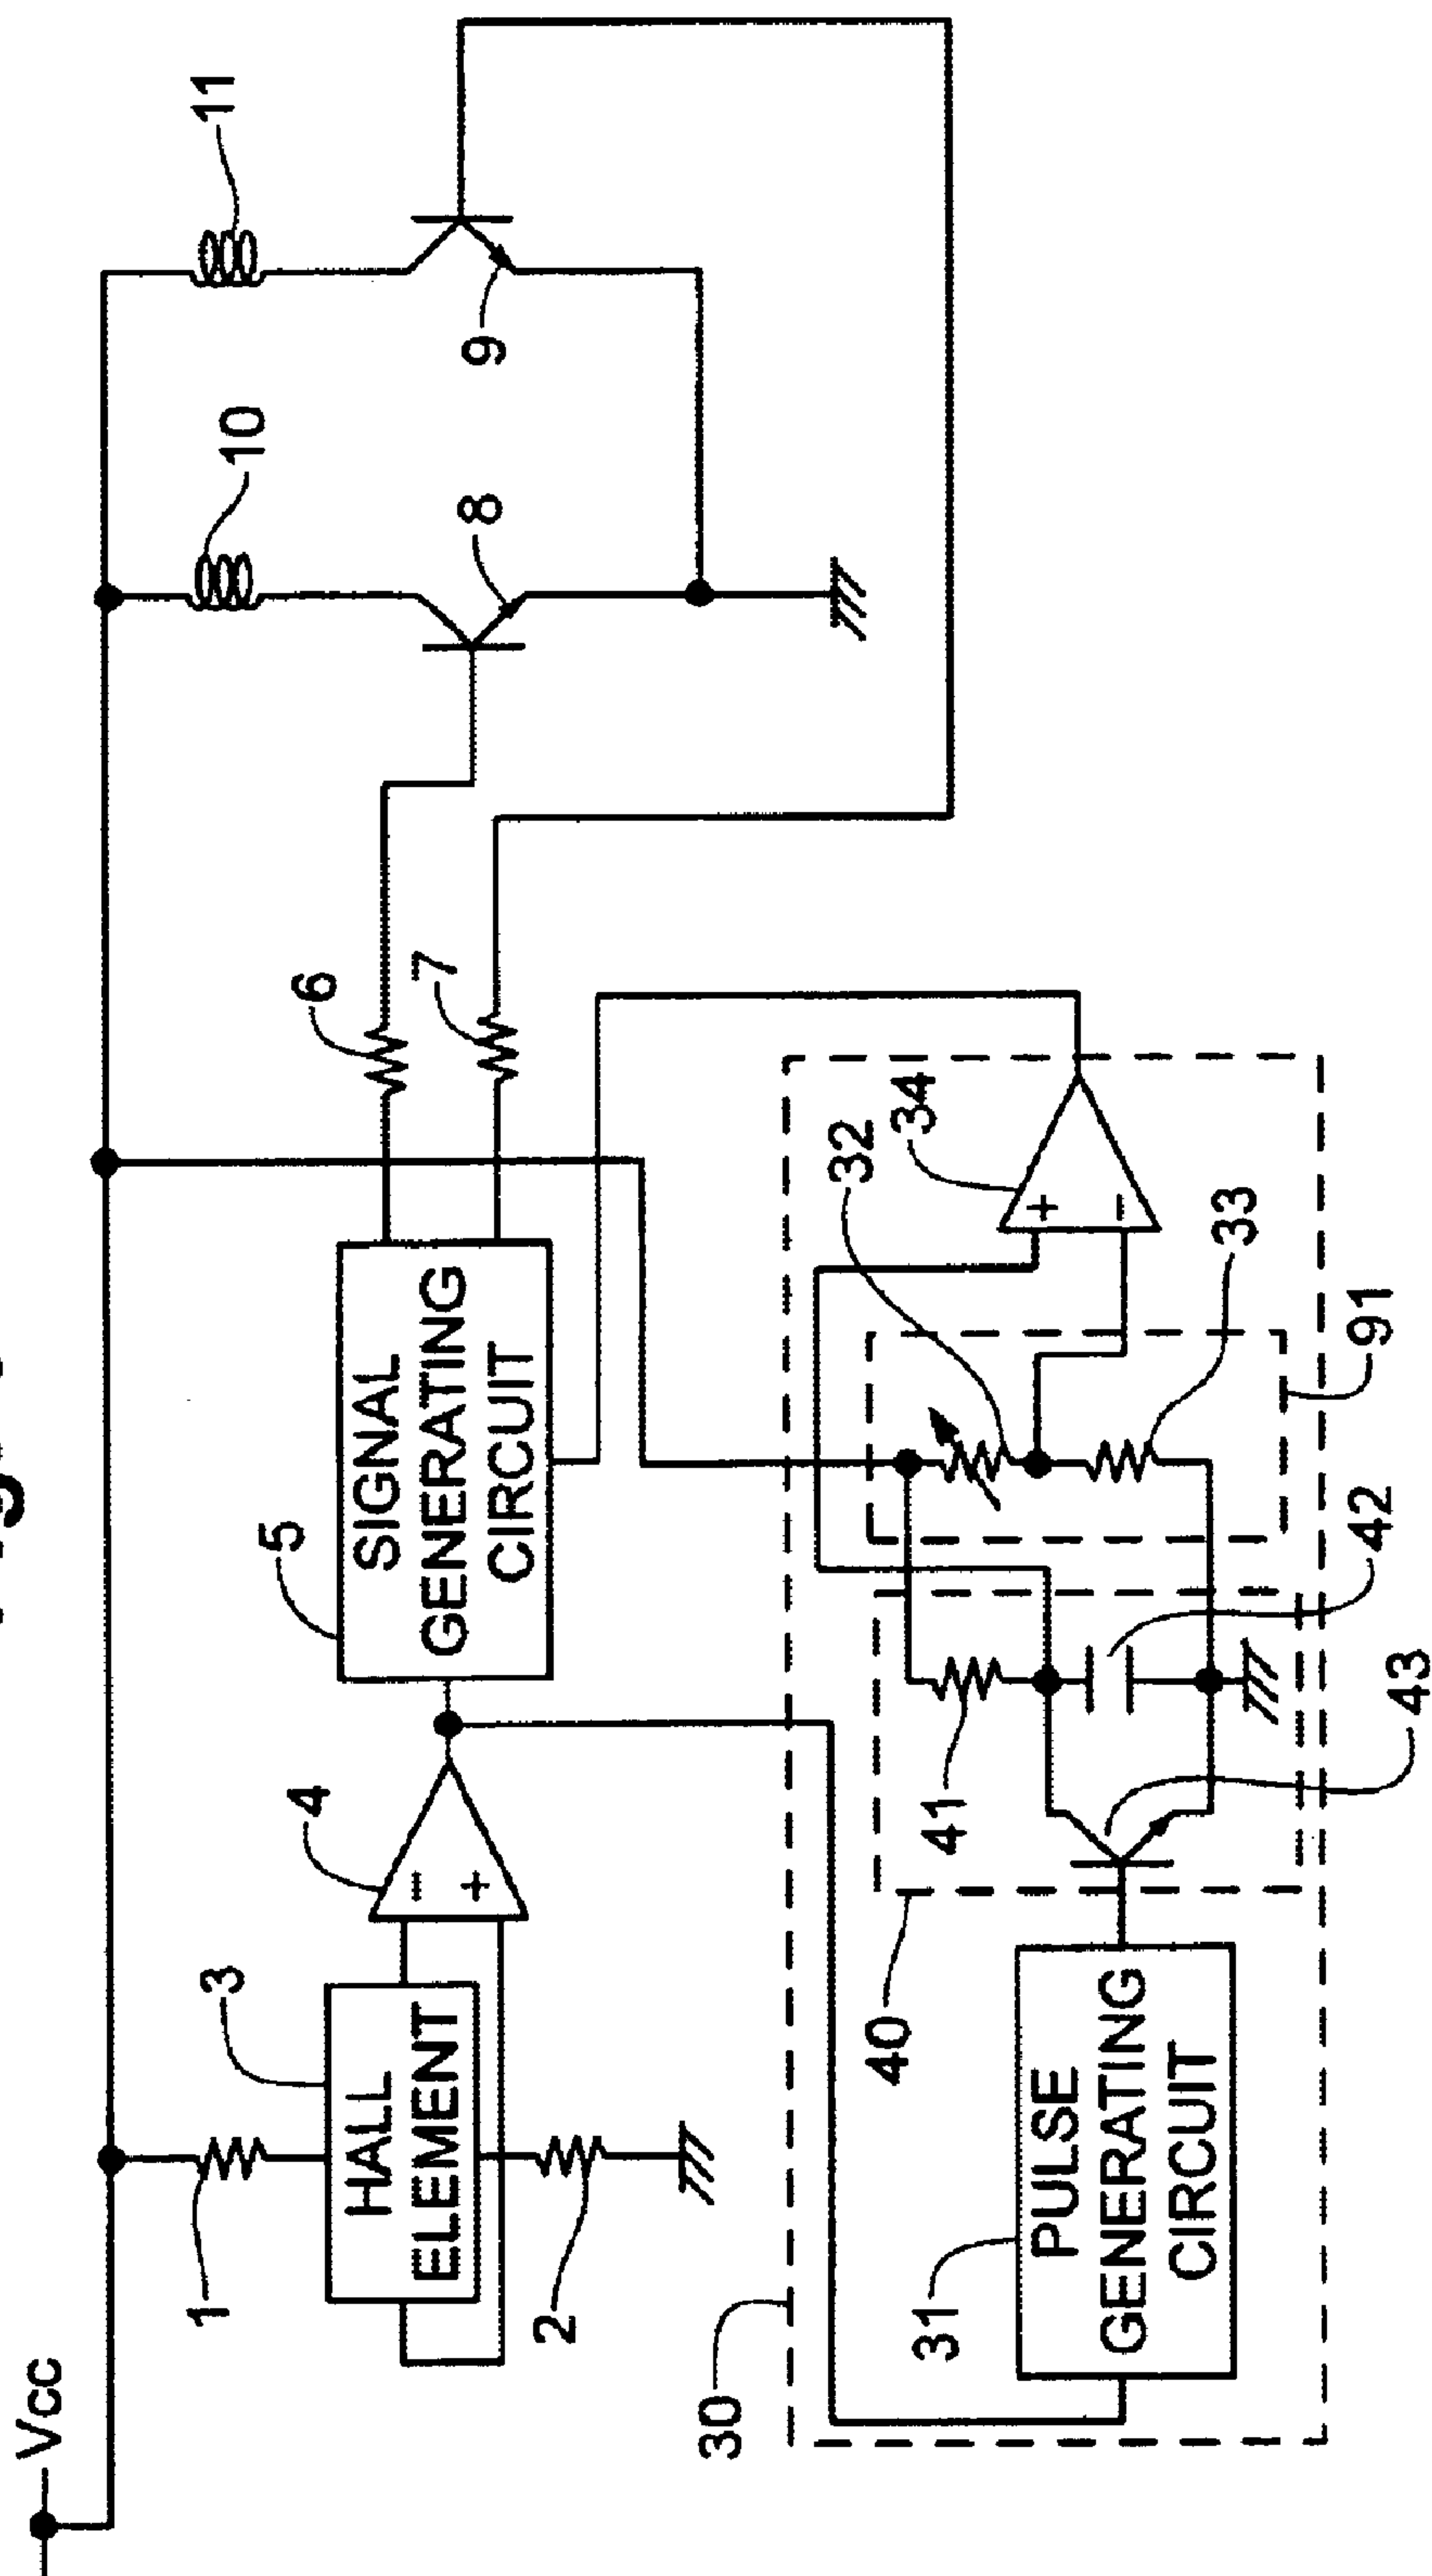 Vcc
1
HALL
ELEMENT
3
2
4
5
SIGNAL
GENERATING
CIRCUIT
6
7
10
11
8
9
30
31
PULSE
GENERATING
CIRCUIT
40
41
43
42
32
34
33
91
-
+
+
-